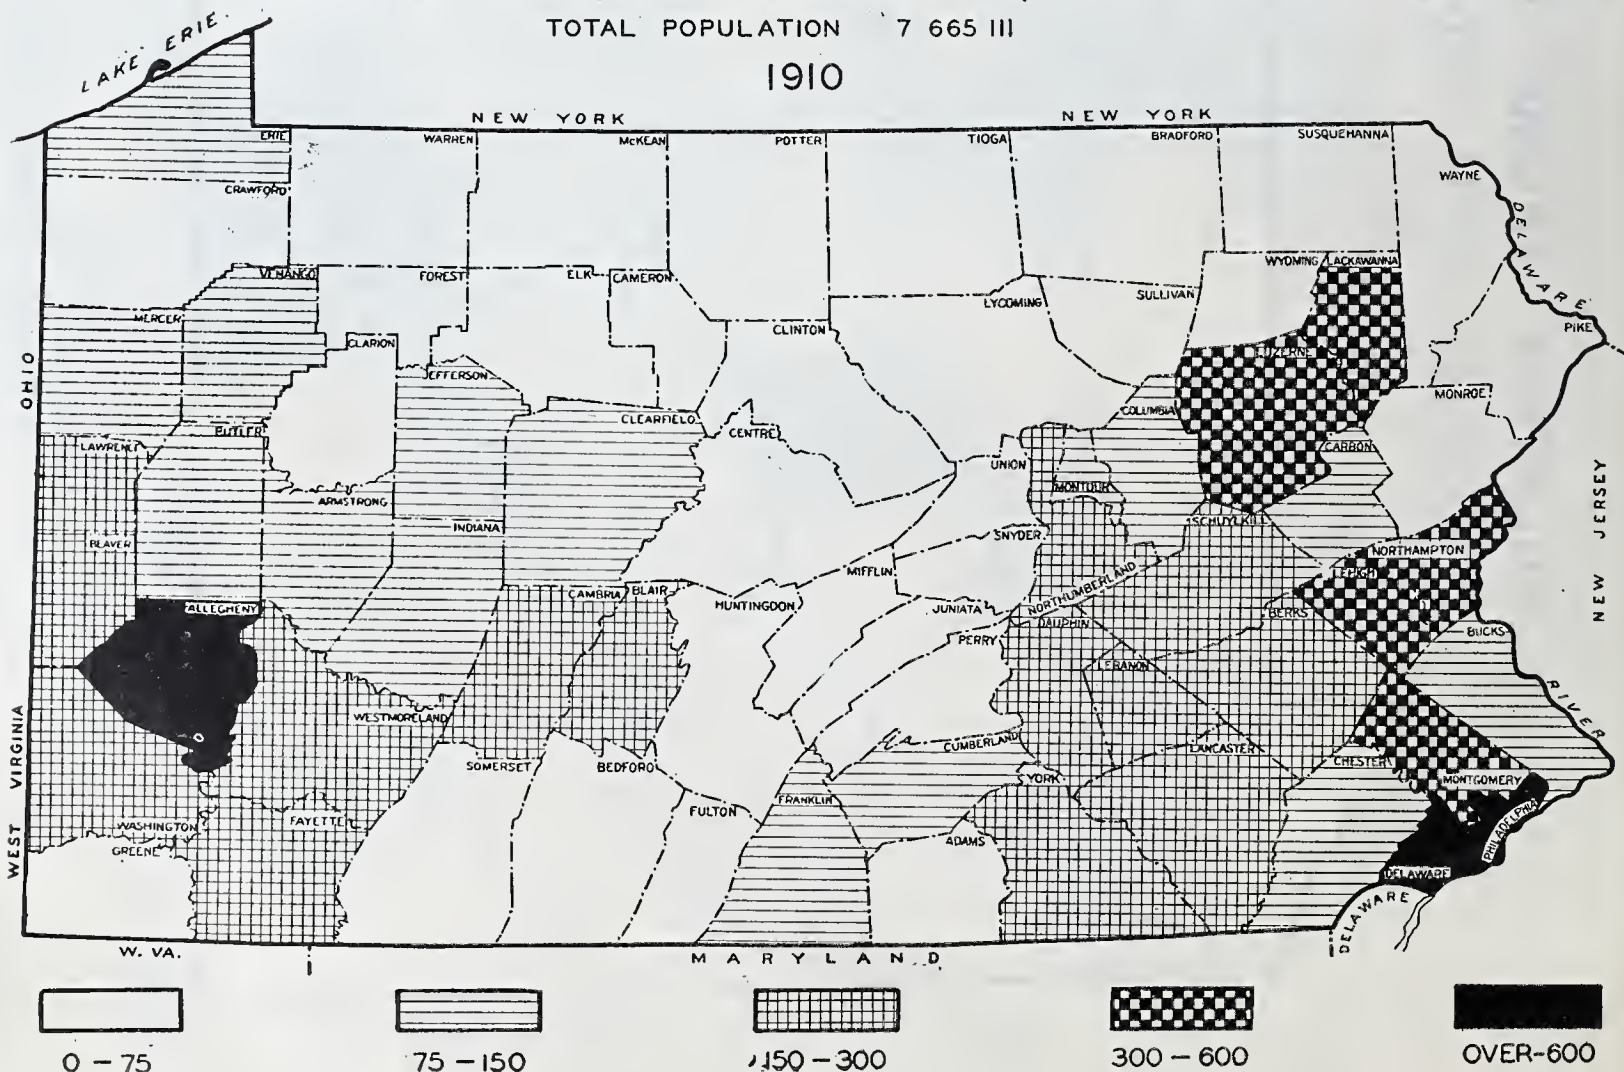 TOTAL POPULATION 7 665 111
1910
LAKE ERIE.
NEW YORK
NEW YORK
ERIE
WARREN
McKEAN
POTTER
TIOGA
BRADFORD
SUSQUEHANNA
WAYNE
CRAWFORD
DELAWARE
VENANGO
FOREST
ELK
CAMERON
WYOMING
LACKAWANNA
MERCER
CLARION
CLINTON
LYCOMING
SULLIVAN
PIKE
OHIO
JEFFERSON
LUZERNE
BUTLER
CLEARFIELD
CENTRE
COLUMBIA
MONROE
LAWRENCE
ARMSTRONG
INDIANA
UNION
MONTOUR
CARBON
BEAVER
SNYDER
SCHUYLKILL
NORTHAMPTON
NEW JERSEY
ALLEGHENY
CAMBRIA
BLAIR
HUNTINGDON
MIFFLIN
JUNIATA
NORTHUMBERLAND
LEHIGH
BERKS
DAUPHIN
PERRY
BUCKS
LEBANON
WESTMORELAND
RIVER
WEST VIRGINIA
SOMERSET
BEDFORD
CUMBERLAND
LANCASTER
CHESTER
YORK
MONTGOMERY
WASHINGTON
FAYETTE
FULTON
FRANKLIN
ADAMS
PHILADELPHIA
GREENE
DELAWARE
DELAWARE
W. VA.
MARYLAND
0 – 75
75 – 150
150 – 300
300 – 600
OVER-600